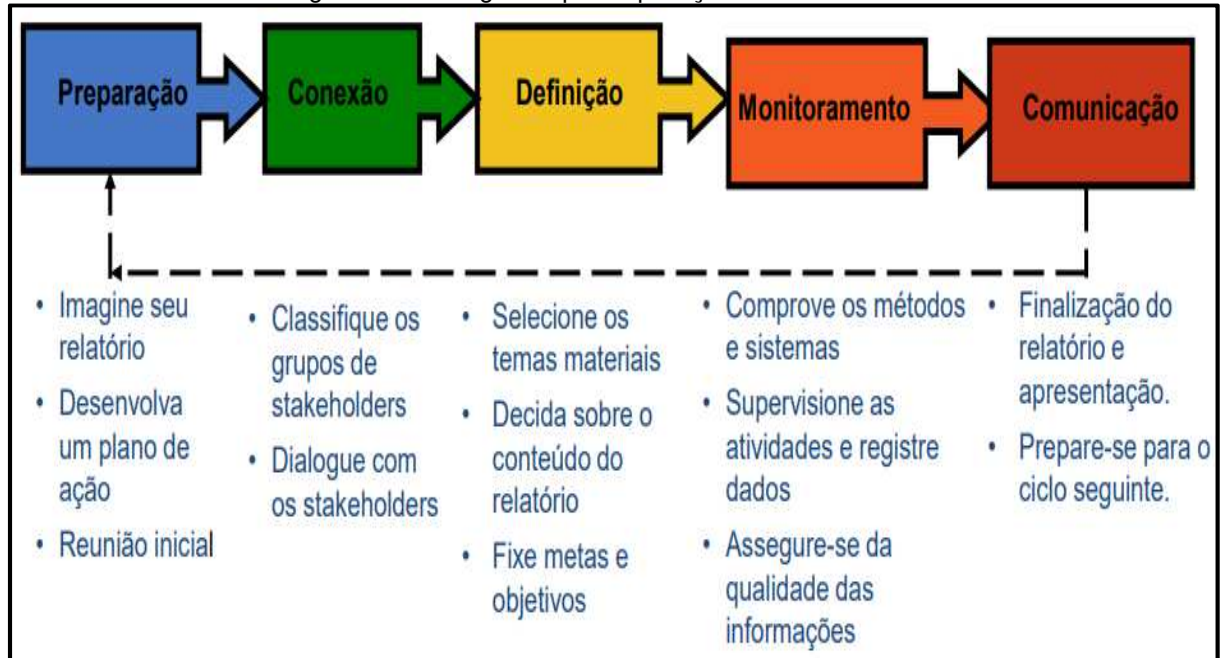 Preparação
Conexão
Definição
Monitoramento
Comunicação
• Imagine seu
relatório
• Desenvolva
um plano de
ação
• Reunião inicial
• Classifique os
grupos de
stakeholders
• Dialogue com
os stakeholders
• Selecione os
temas materiais
• Decida sobre o
conteúdo do
relatório
• Fixe metas e
objetivos
• Comprove os métodos
e sistemas
• Supervisione as
atividades e registre
dados
• Assegure-se da
qualidade das
informações
• Finalização do
relatório e
apresentação.
• Prepare-se para o
ciclo seguinte.